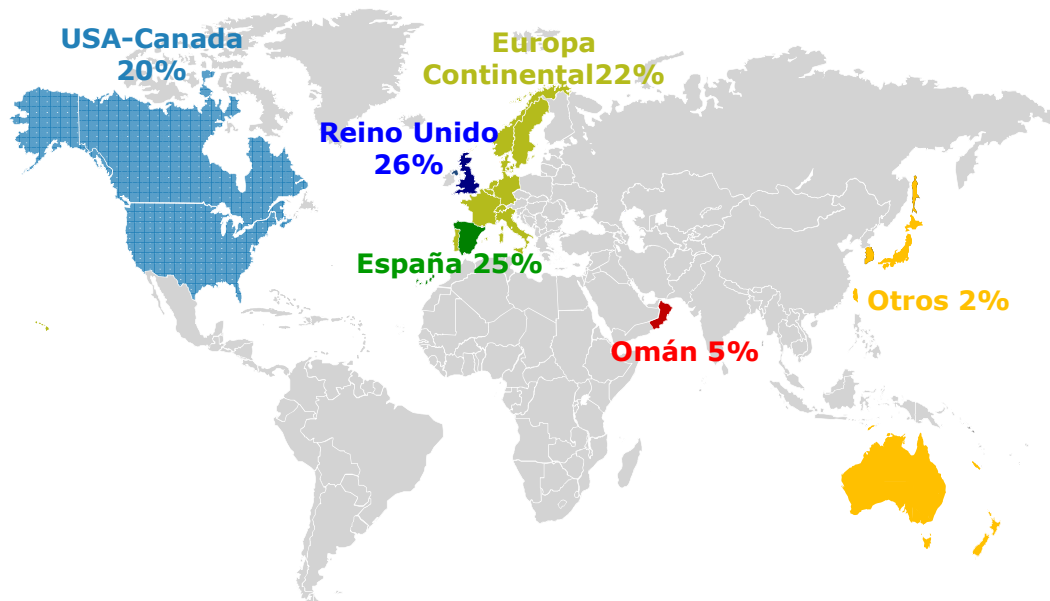 USA-Canada
20%
Europa
Continental22%
Reino Unido
26%
España 25%
Otros 2%
Omán 5%